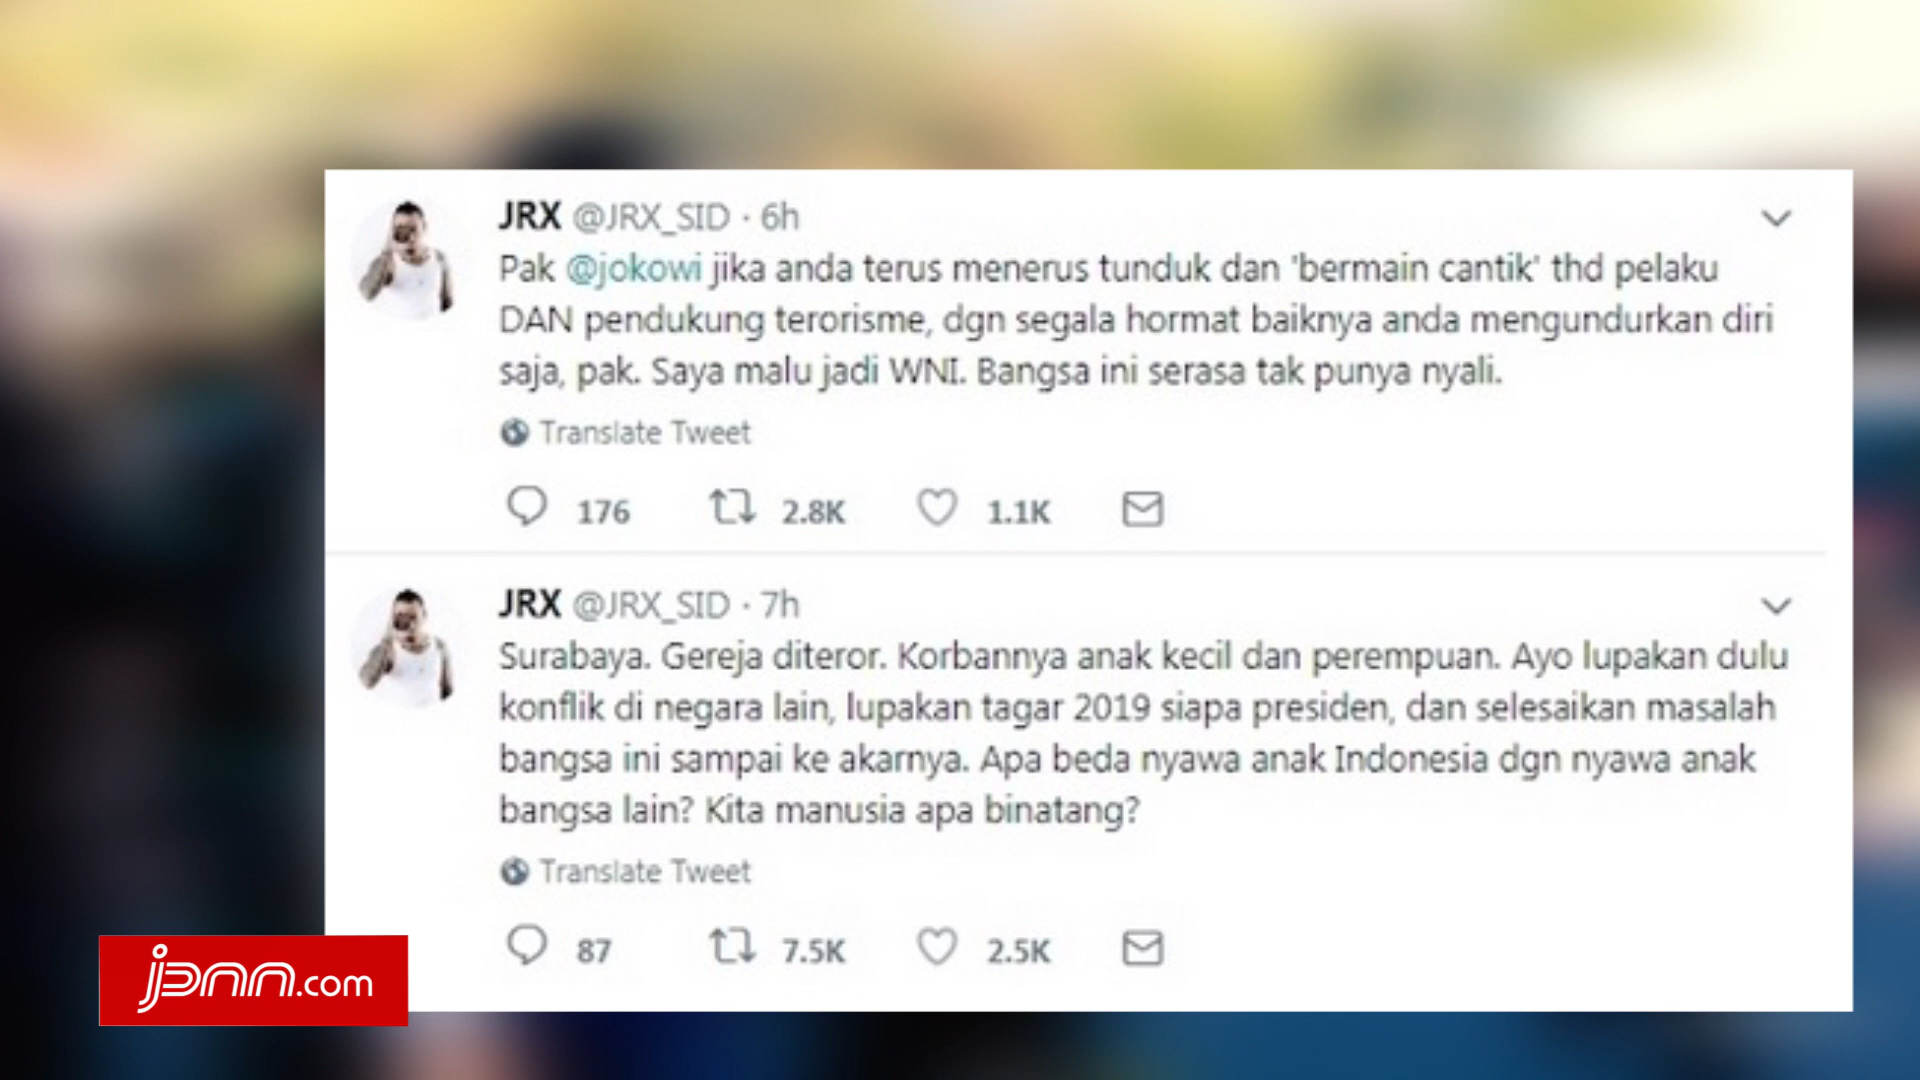 JRX @JRX_SID · 6h
Pak @jokowi jika anda terus menerus tunduk dan 'bermain cantik' thd pelaku
DAN pendukung terorisme, dgn segala hormat baiknya anda mengundurkan diri
saja, pak. Saya malu jadi WNI. Bangsa ini serasa tak punya nyali.
Translate Tweet
176 2.8K 1.1K
JRX @JRX_SID · 7h
Surabaya. Gereja diteror. Korbannya anak kecil dan perempuan. Ayo lupakan dulu
konflik di negara lain, lupakan tagar 2019 siapa presiden, dan selesaikan masalah
bangsa ini sampai ke akarnya. Apa beda nyawa anak Indonesia dgn nyawa anak
bangsa lain? Kita manusia apa binatang?
Translate Tweet
87 7.5K 2.5K
jpnn.com